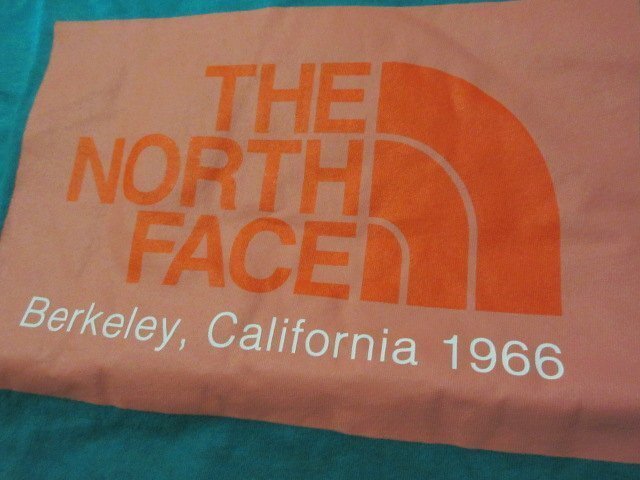 THE
NORTH
FACE
Berkeley, California 1966